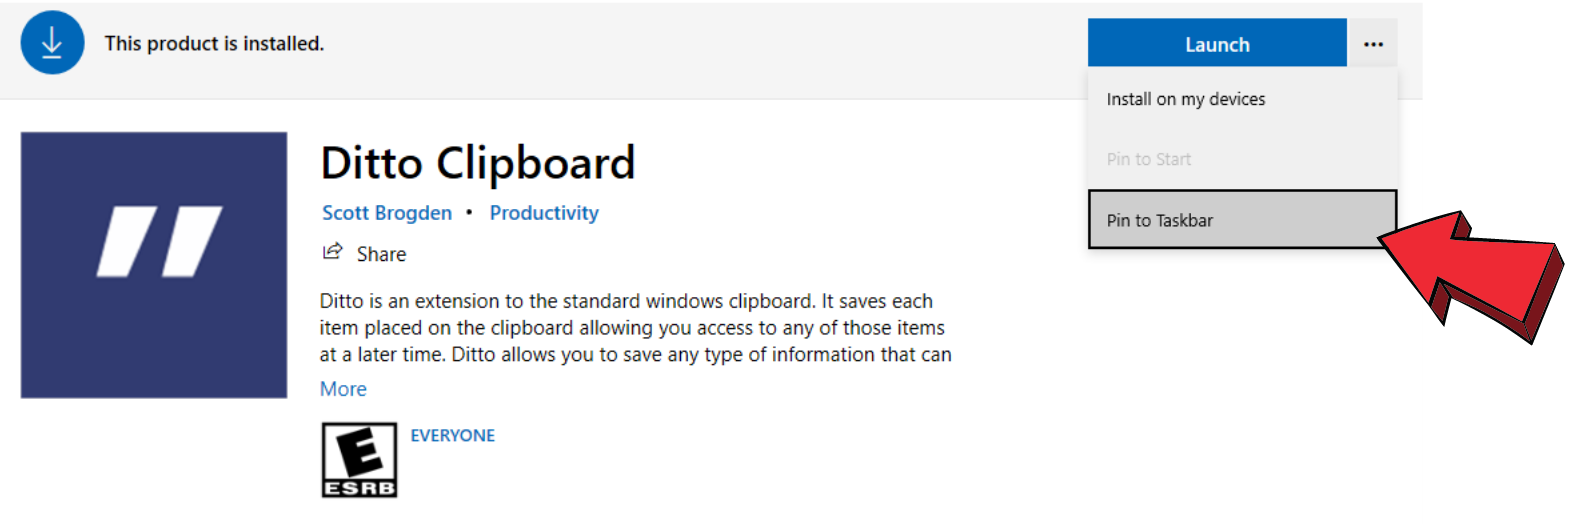 This product is installed.
Launch
...
Install on my devices
Pin to Start
Pin to Taskbar
Ditto Clipboard
Scott Brogden • Productivity
Share
Ditto is an extension to the standard windows clipboard. It saves each
item placed on the clipboard allowing you access to any of those items
at a later time. Ditto allows you to save any type of information that can
More
E
EVERYONE
ESRB